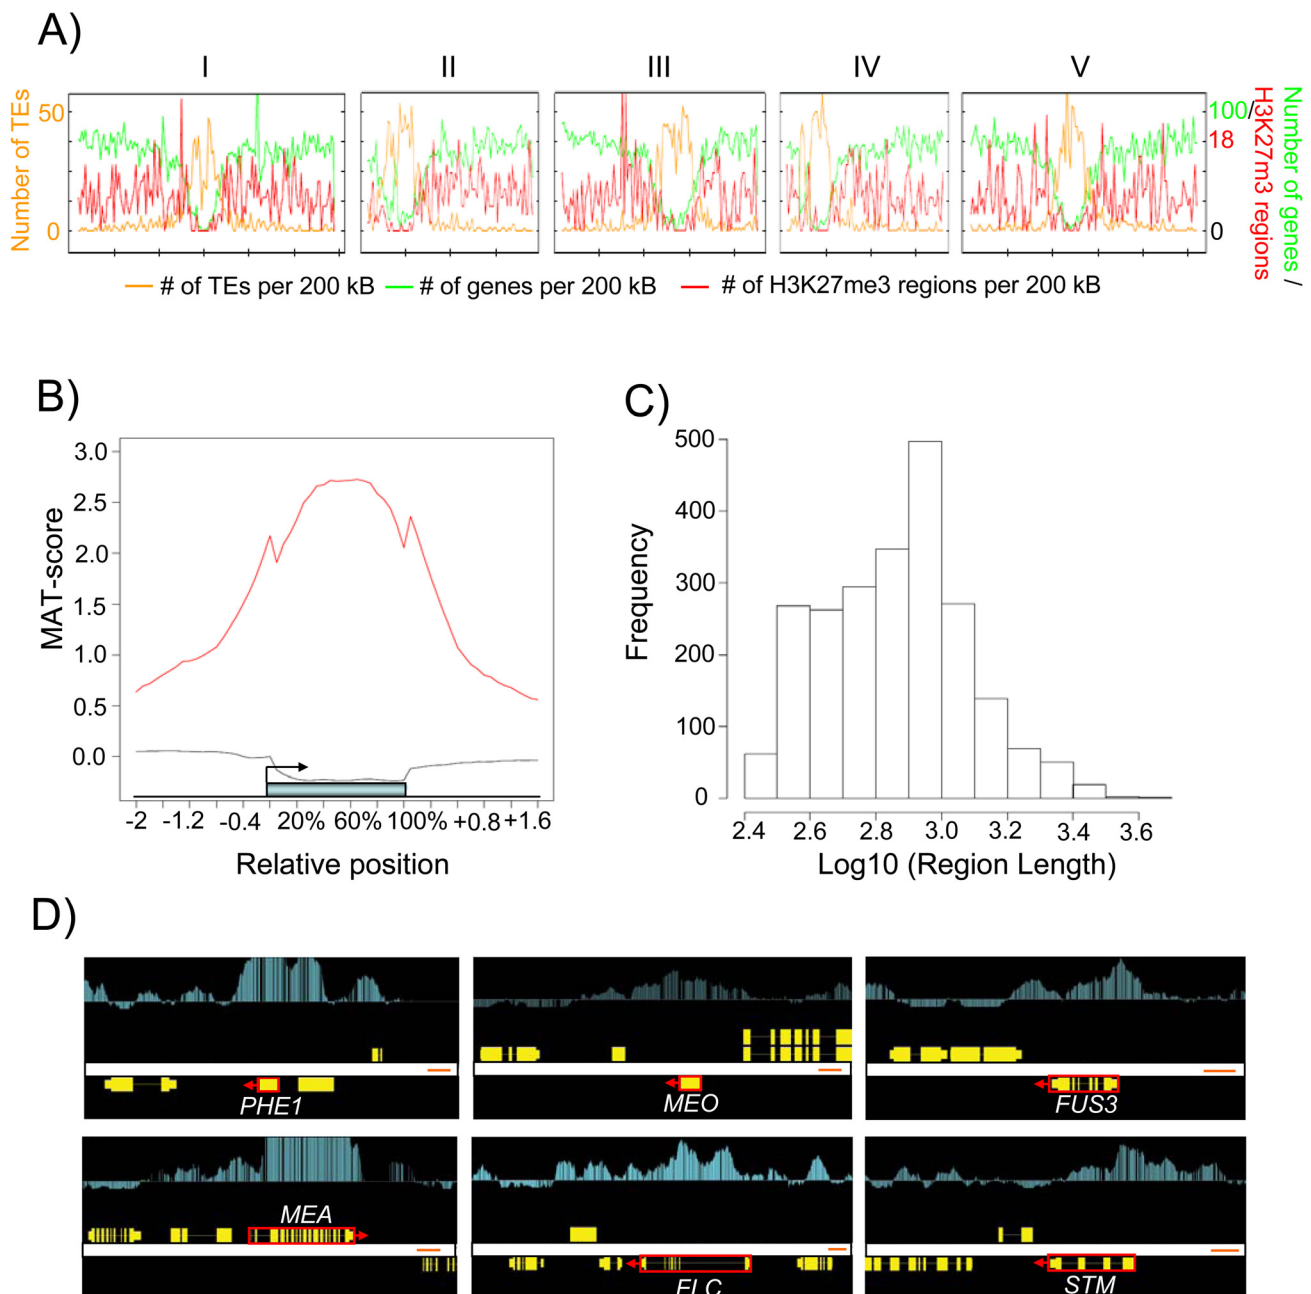 A)
I II III IV V
Number of TEs
50
0
100/
18
0
H3K27m3 regions
Number of genes /
# of TEs per 200 kB # of genes per 200 kB # of H3K27me3 regions per 200 kB
B)
MAT-score
3.0
2.5
2.0
1.5
1.0
0.5
0.0
-2 -1.2 -0.4 20% 60% 100% +0.8 +1.6
Relative position
C)
Frequency
500
400
300
200
100
0
2.4 2.6 2.8 3.0 3.2 3.4 3.6
Log10 (Region Length)
D)
PHE1
MEO
FUS3
MEA
FLC
STM